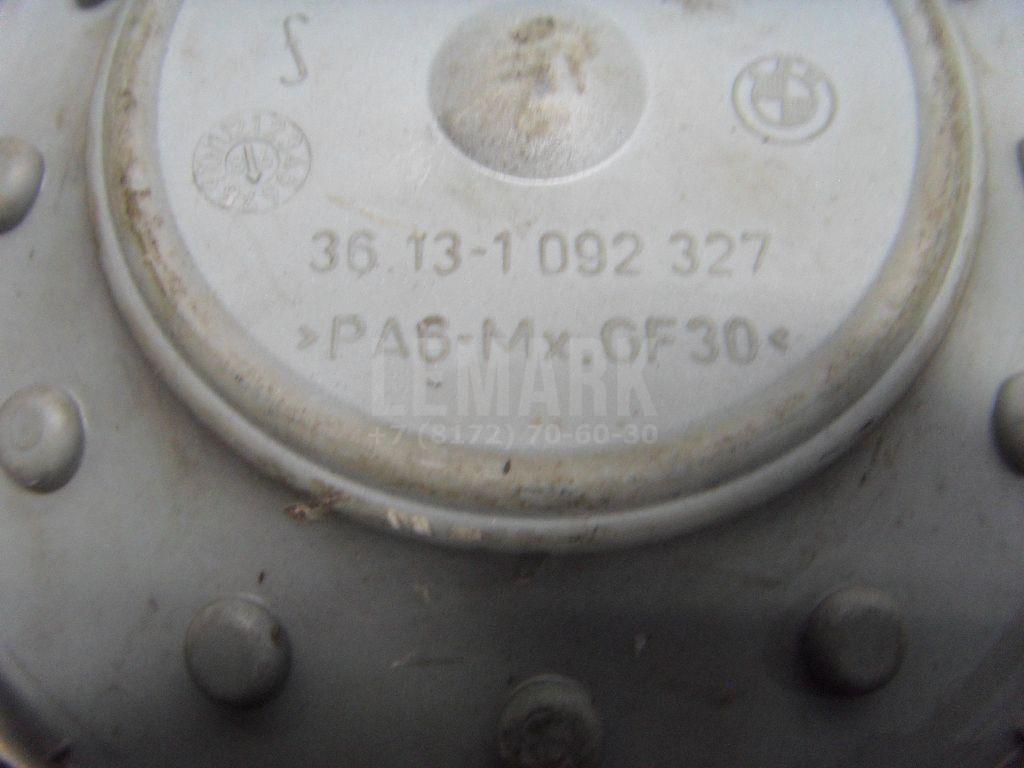 36.13-1 092 327
>PA6-Mx.GF30<
LEMARK
+7 (8172) 70-60-30